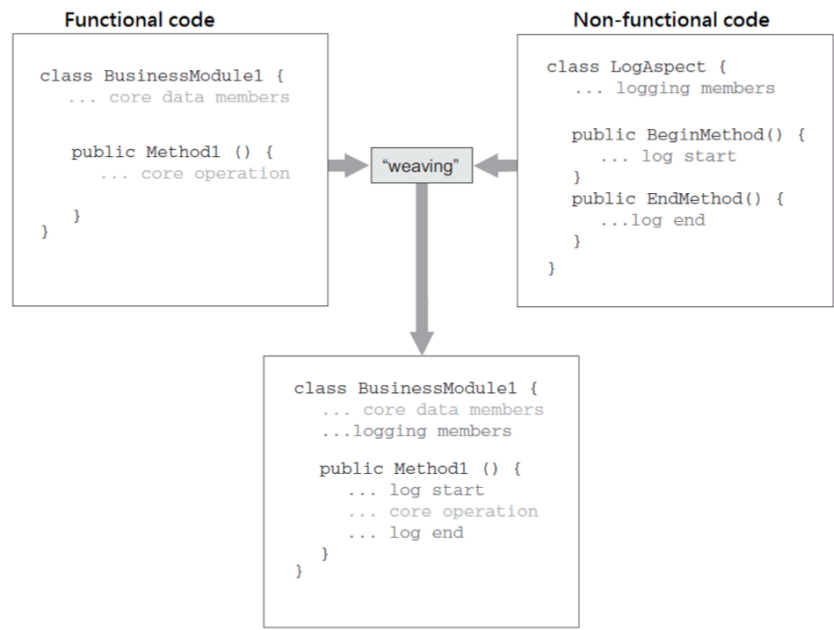 Functional code
class BusinessModule1 {
... core data members
public Method1 () {
... core operation
}
}
"weaving"
Non-functional code
class LogAspect {
... logging members
public BeginMethod() {
... log start
}
public EndMethod() {
...log end
}
}
class BusinessModule1 {
... core data members
...logging members
public Method1 () {
... log start
... core operation
... log end
}
}